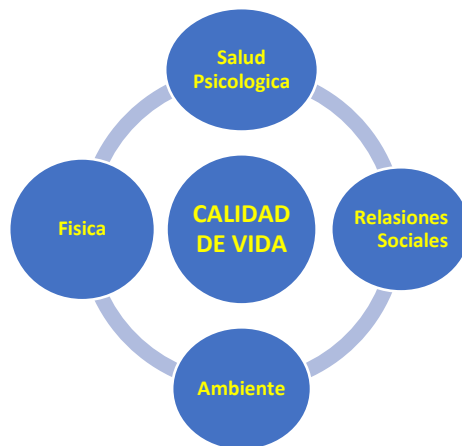 Salud
Psicologica
Fisica
CALIDAD
DE VIDA
Relasiones
Sociales
Ambiente